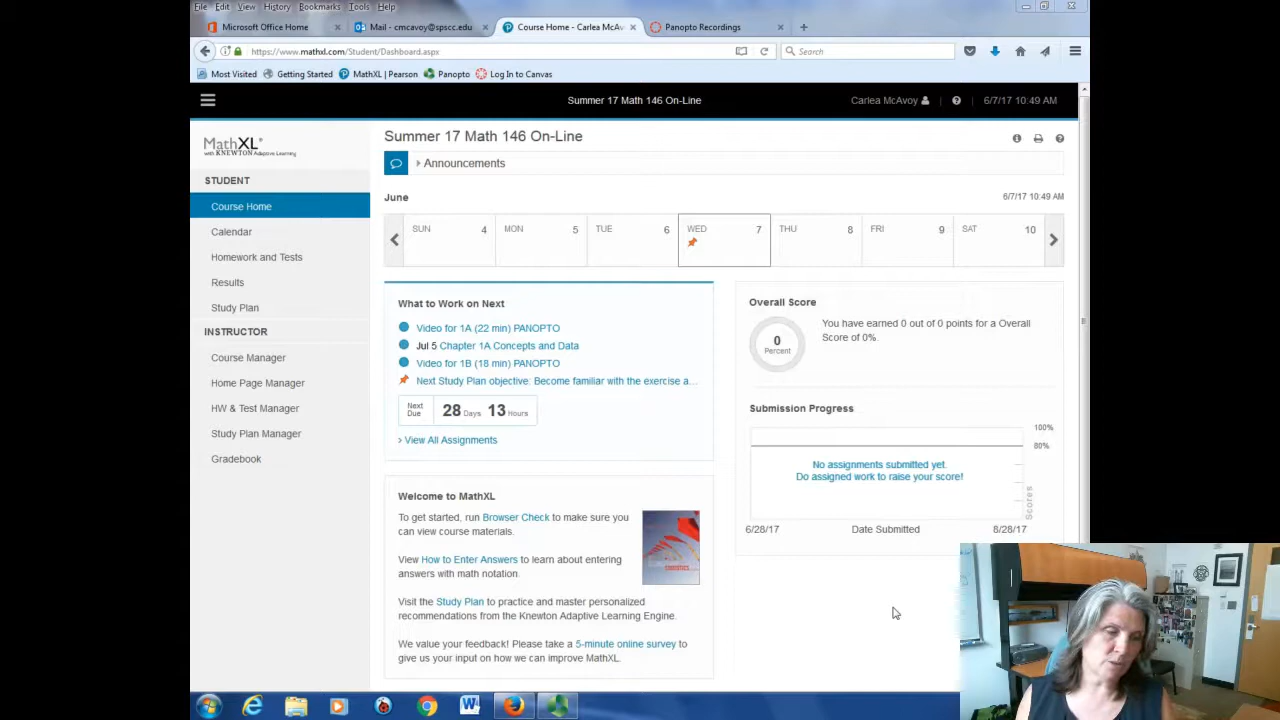 File Edit View History Bookmarks Tools Help
Microsoft Office Home
Mail - cmcavoy@spscc.edu
Course Home - Carlea McAv
Panopto Recordings
https://www.mathxl.com/Student/Dashboard.aspx
Search
Most Visited Getting Started MathXL | Pearson Panopto Log In to Canvas
Summer 17 Math 146 On-Line
Carlea McAvoy
6/7/17 10:49 AM
MathXL®
with KNEWTON Adaptive Learning
STUDENT
Course Home
Calendar
Homework and Tests
Results
Study Plan
INSTRUCTOR
Course Manager
Home Page Manager
HW & Test Manager
Study Plan Manager
Gradebook
Summer 17 Math 146 On-Line
Announcements
June
6/7/17 10:49 AM
SUN 4 MON 5 TUE 6 WED 7 THU 8 FRI 9 SAT 10
What to Work on Next
Video for 1A (22 min) PANOPTO
Jul 5 Chapter 1A Concepts and Data
Video for 1B (18 min) PANOPTO
Next Study Plan objective: Become familiar with the exercise a...
Next Due 28 Days 13 Hours
View All Assignments
Overall Score
0 Percent
You have earned 0 out of 0 points for a Overall
Score of 0%.
Submission Progress
100%
80%
No assignments submitted yet.
Do assigned work to raise your score!
Scores
6/28/17 Date Submitted 8/28/17
Welcome to MathXL
To get started, run Browser Check to make sure you
can view course materials.
View How to Enter Answers to learn about entering
answers with math notation.
Visit the Study Plan to practice and master personalized
recommendations from the Knewton Adaptive Learning Engine.
We value your feedback! Please take a 5-minute online survey to
give us your input on how we can improve MathXL.